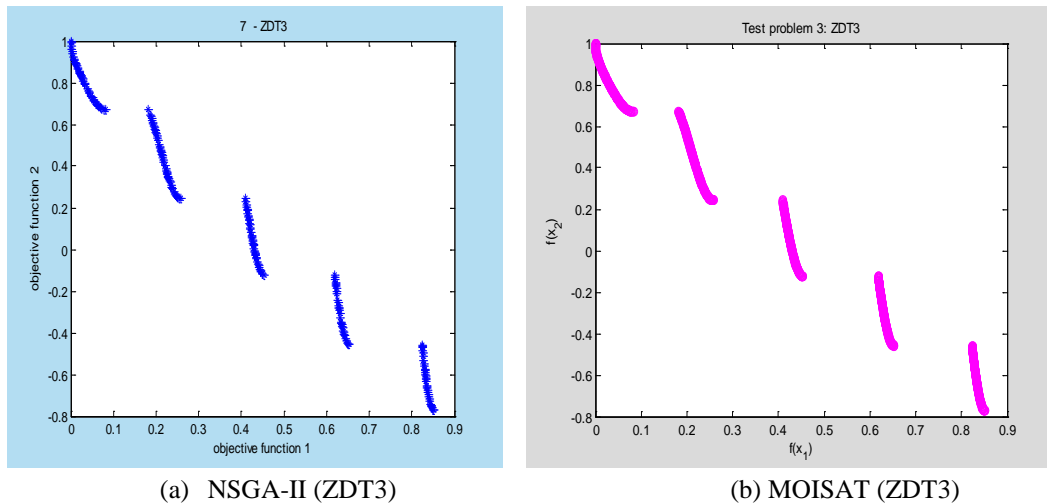 7 - ZDT3
1
0.8
0.6
0.4
0.2
0
-0.2
-0.4
-0.6
-0.8
objective function 2
0 0.1 0.2 0.3 0.4 0.5 0.6 0.7 0.8 0.9
objective function 1
(a) NSGA-II (ZDT3)
Test problem 3: ZDT3
1
0.8
0.6
0.4
0.2
0
-0.2
-0.4
-0.6
-0.8
f(x₂)
0 0.1 0.2 0.3 0.4 0.5 0.6 0.7 0.8 0.9
f(x₁)
(b) MOISAT (ZDT3)